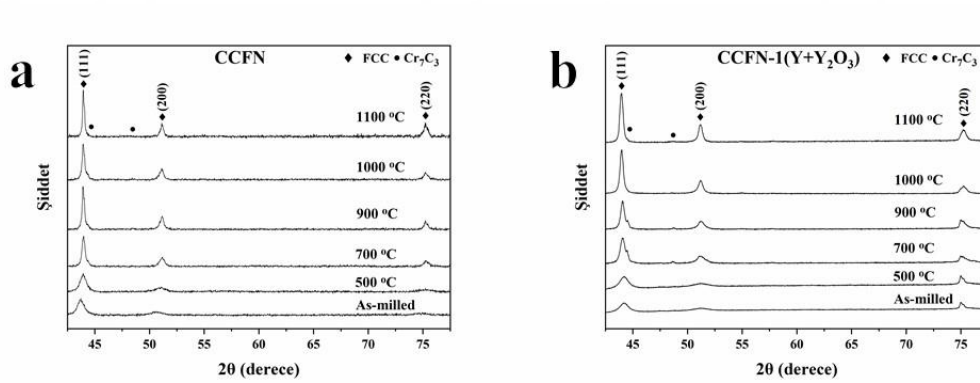 a
CCFN
◆ FCC ● Cr₇C₃
(111)
(200)
(220)
1100 °C
1000 °C
900 °C
700 °C
500 °C
As-milled
Şiddet
45 50 55 60 65 70 75
2θ (derece)
b
CCFN-1(Y+Y₂O₃)
◆ FCC ● Cr₇C₃
(111)
(200)
(220)
1100 °C
1000 °C
900 °C
700 °C
500 °C
As-milled
Şiddet
45 50 55 60 65 70 75
2θ (derece)